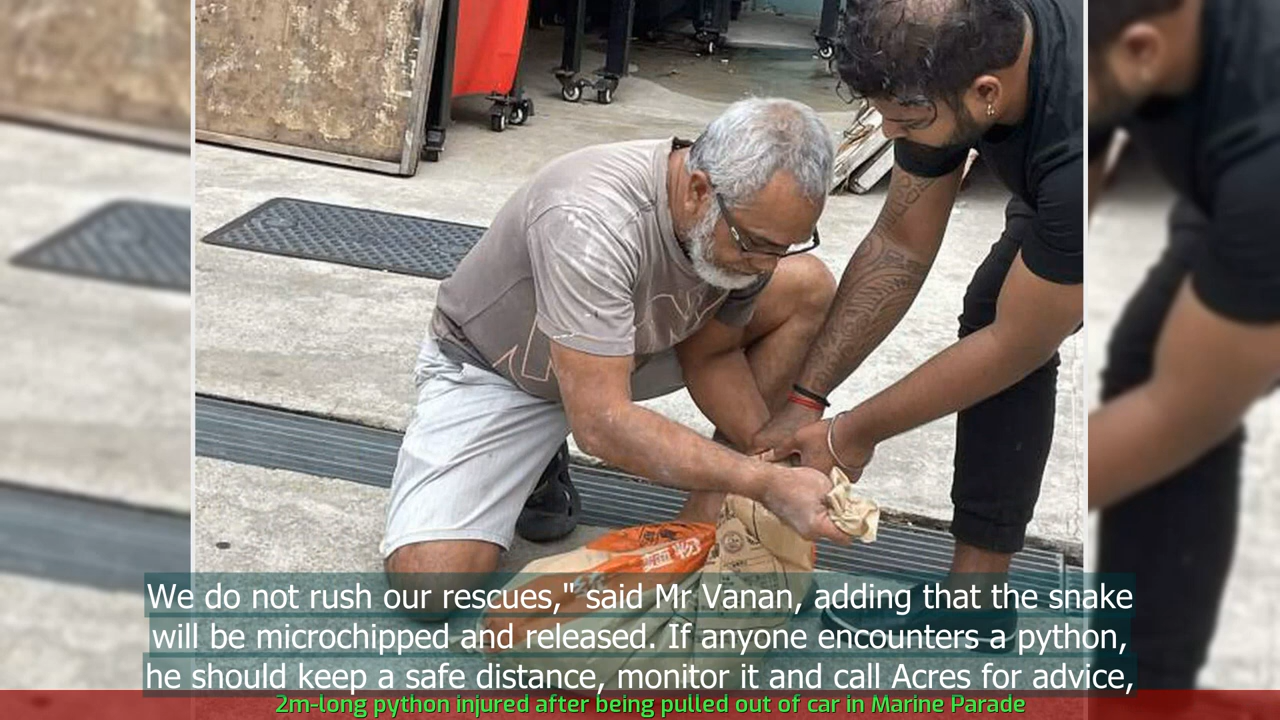 We do not rush our rescues," said Mr Vanan, adding that the snake
will be microchipped and released. If anyone encounters a python,
he should keep a safe distance, monitor it and call Acres for advice,
2m-long python injured after being pulled out of car in Marine Parade